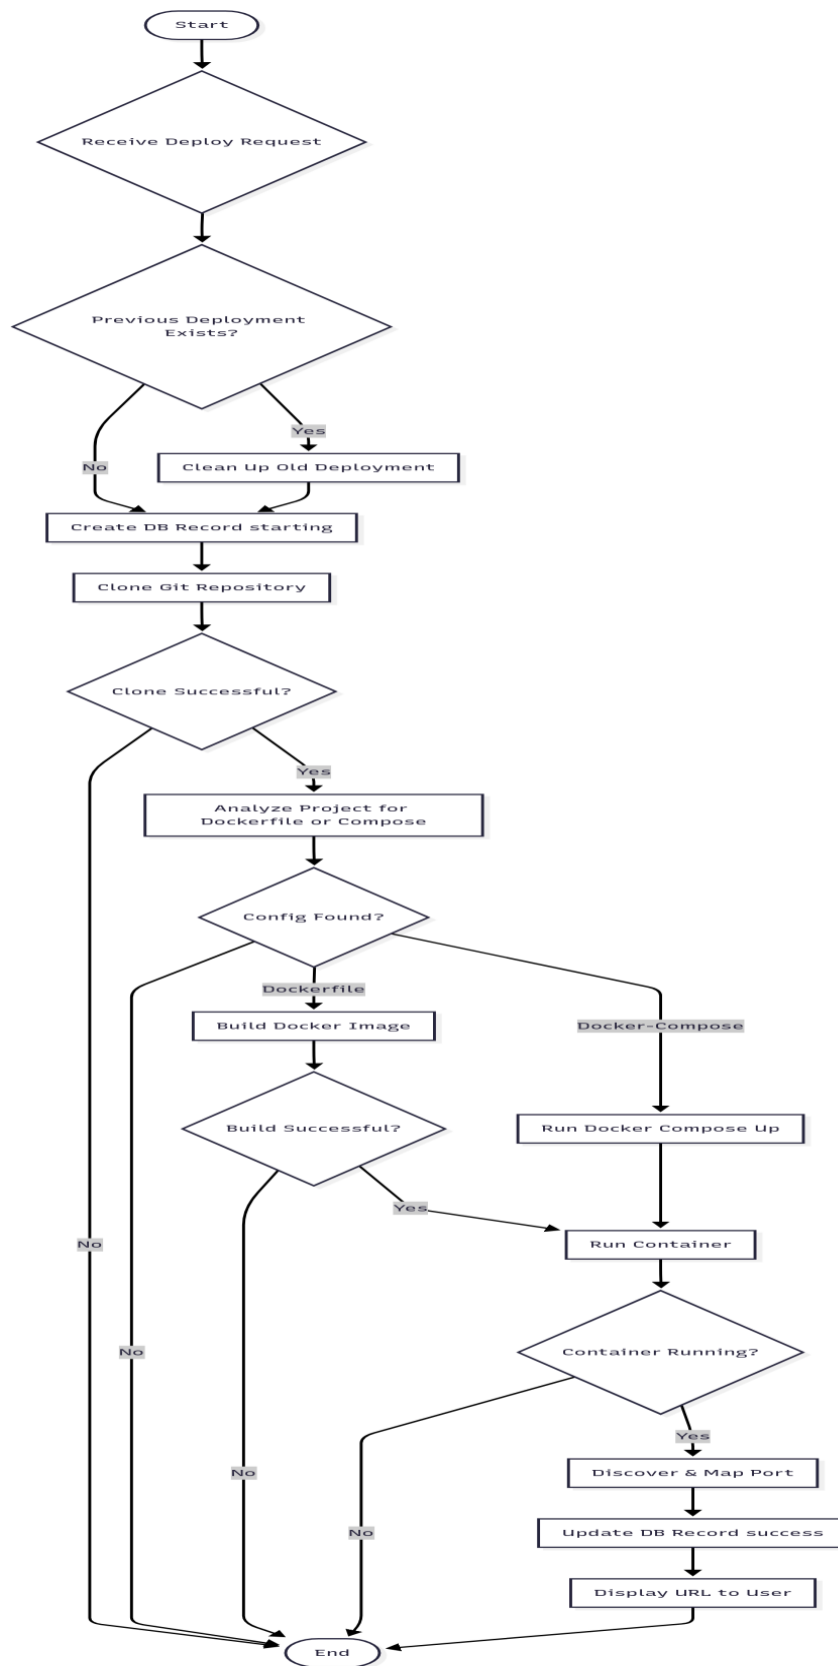 Start
Receive Deploy Request
Previous Deployment
Exists?
Yes
No
Clean Up Old Deployment
Create DB Record starting
Clone Git Repository
Clone Successful?
Yes
Analyze Project for
Dockerfile or Compose
Config Found?
Dockerfile
Build Docker Image
Docker-Compose
Build Successful?
Run Docker Compose Up
Yes
No
Run Container
No
Container Running?
Yes
No
Discover & Map Port
No
Update DB Record success
Display URL to User
End